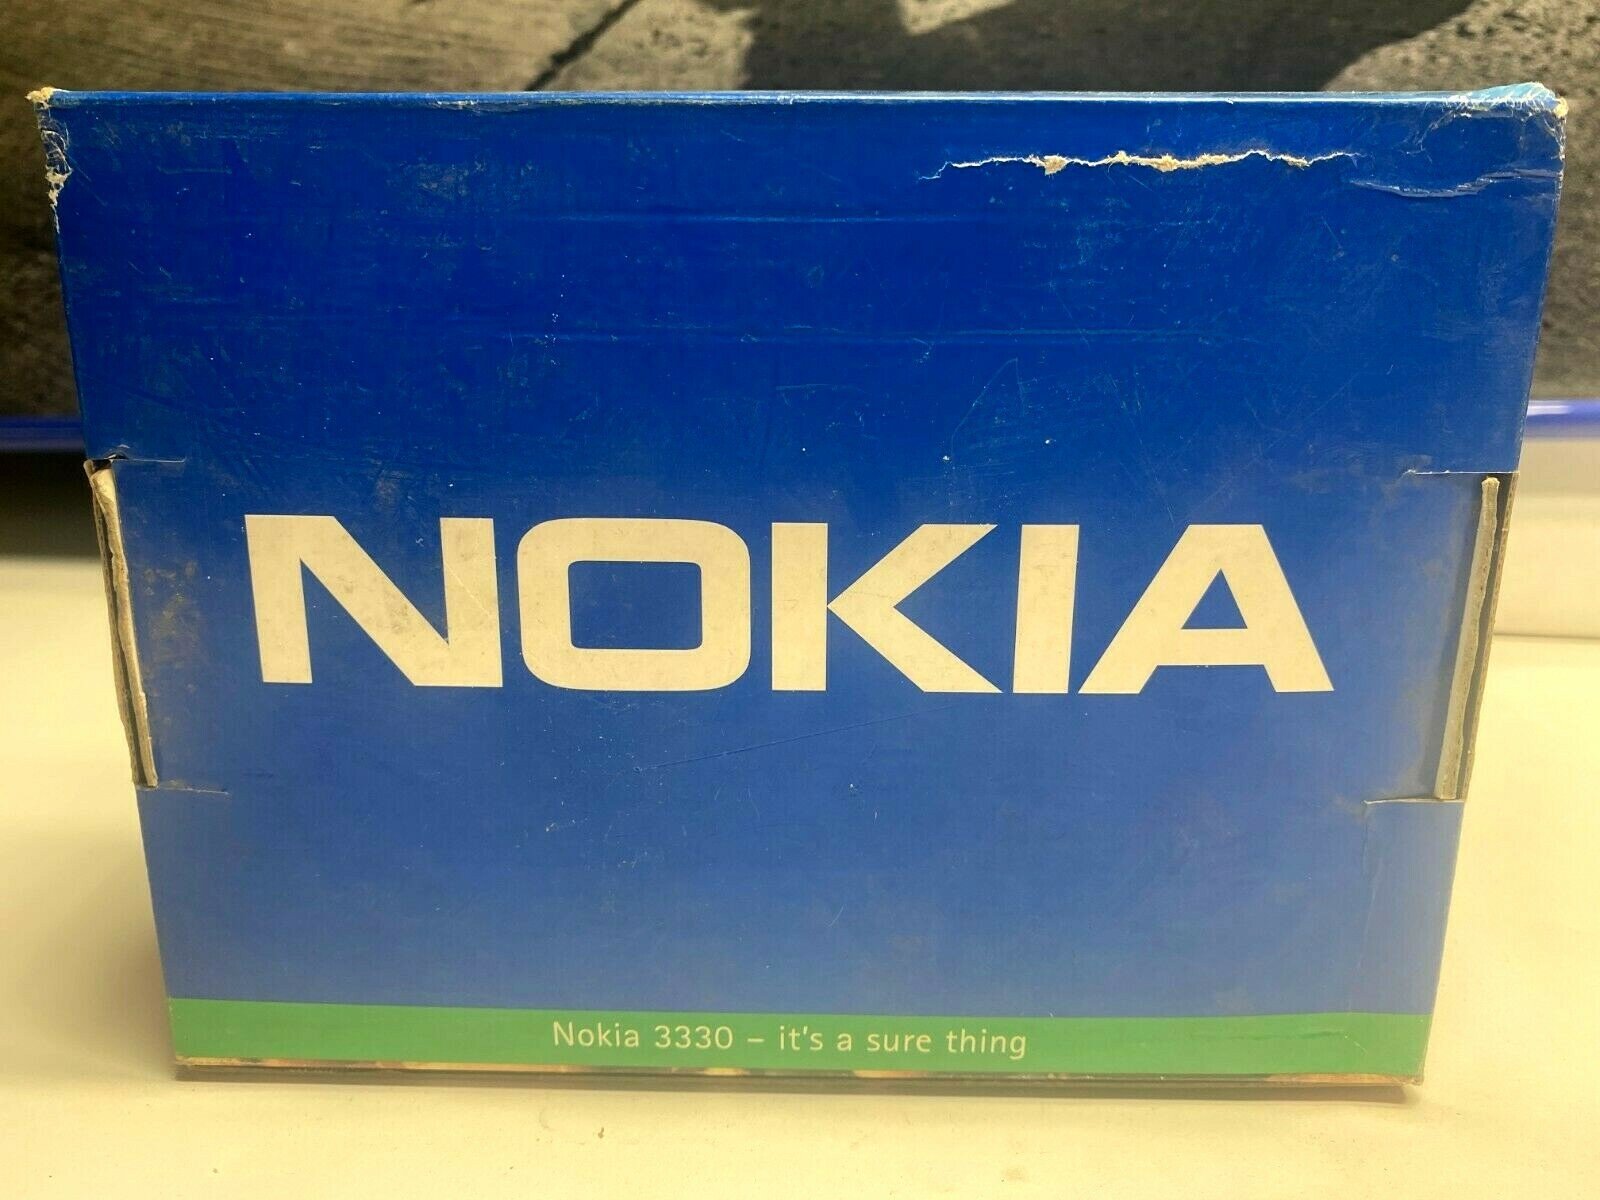 NOKIA
Nokia 3330 – it's a sure thing